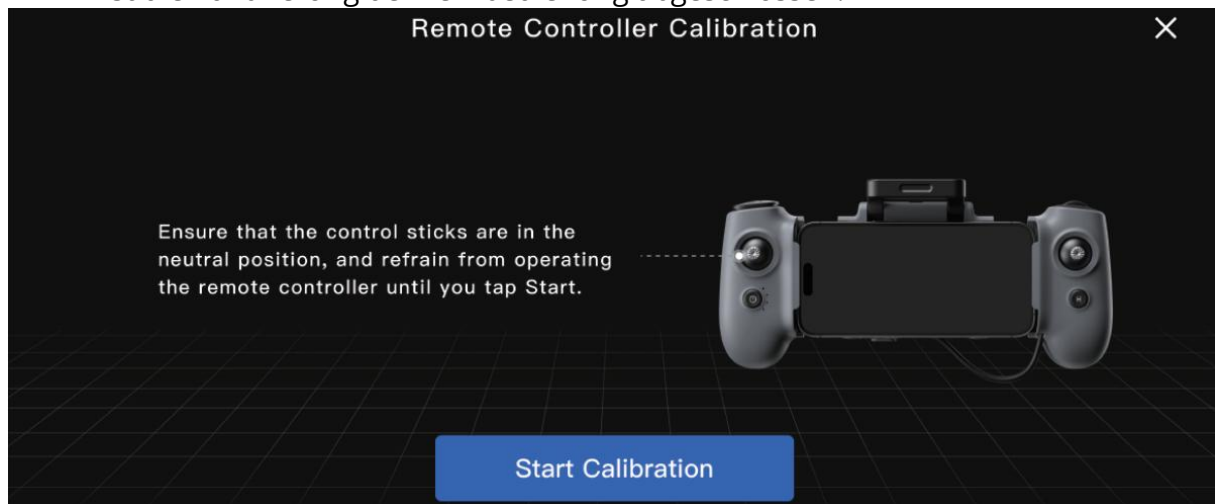 Remote Controller Calibration
Ensure that the control sticks are in the
neutral position, and refrain from operating
the remote controller until you tap Start.
Start Calibration